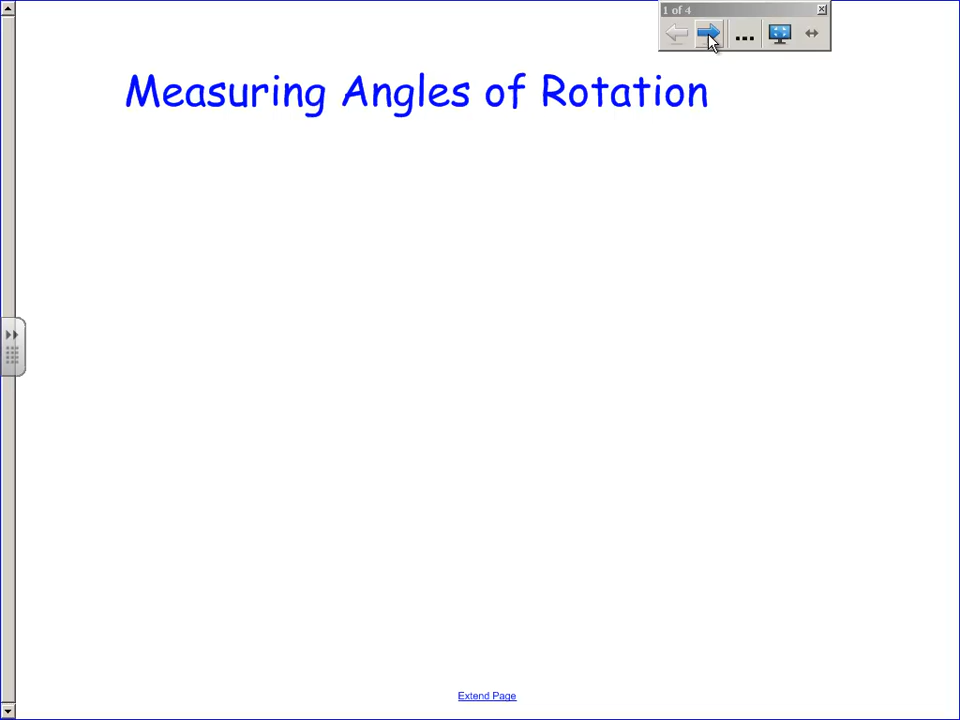 1 of 4
Measuring Angles of Rotation
Extend Page